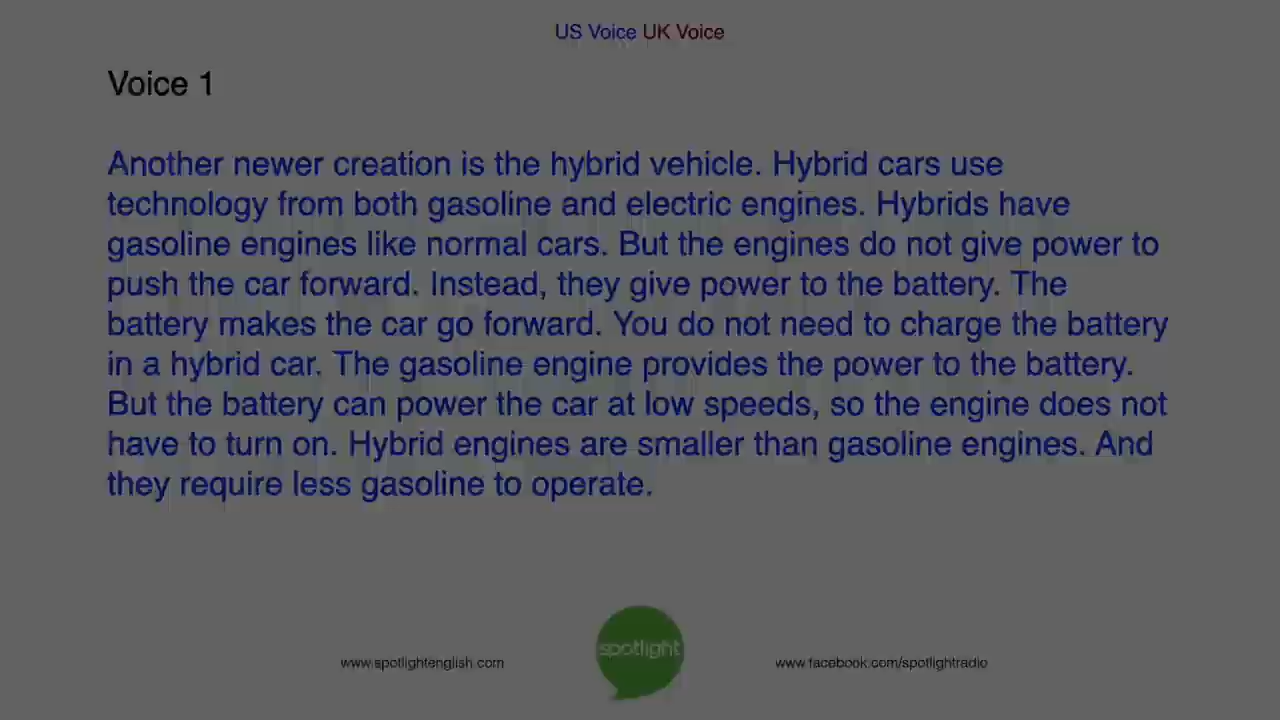 US Voice UK Voice
Voice 1
Another newer creation is the hybrid vehicle. Hybrid cars use
technology from both gasoline and electric engines. Hybrids have
gasoline engines like normal cars. But the engines do not give power to
push the car forward. Instead, they give power to the battery. The
battery makes the car go forward. You do not need to charge the battery
in a hybrid car. The gasoline engine provides the power to the battery.
But the battery can power the car at low speeds, so the engine does not
have to turn on. Hybrid engines are smaller than gasoline engines. And
they require less gasoline to operate.
www.spotlightenglish.com
spotlight
www.facebook.com/spotlightradio